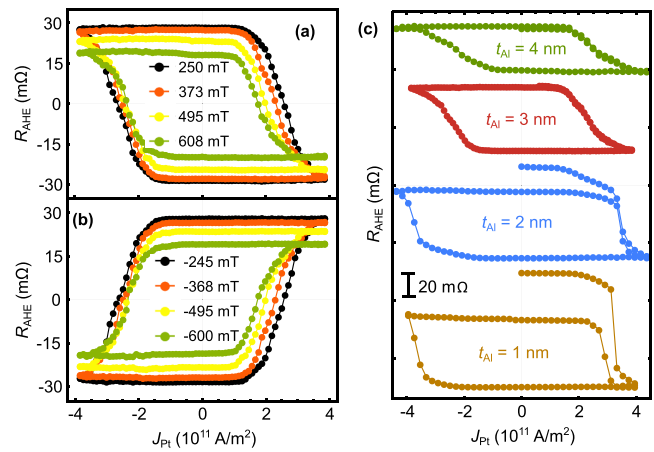 (a)
30
15
0
-15
-30
R_AHE (mΩ)
250 mT
373 mT
495 mT
608 mT
(b)
30
15
0
-15
-30
R_AHE (mΩ)
-245 mT
-368 mT
-495 mT
-600 mT
-4 -2 0 2 4
J_Pt (10^11 A/m^2)
(c)
R_AHE (mΩ)
t_Al = 4 nm
t_Al = 3 nm
t_Al = 2 nm
20 mΩ
t_Al = 1 nm
-4 -2 0 2 4
J_Pt (10^11 A/m^2)